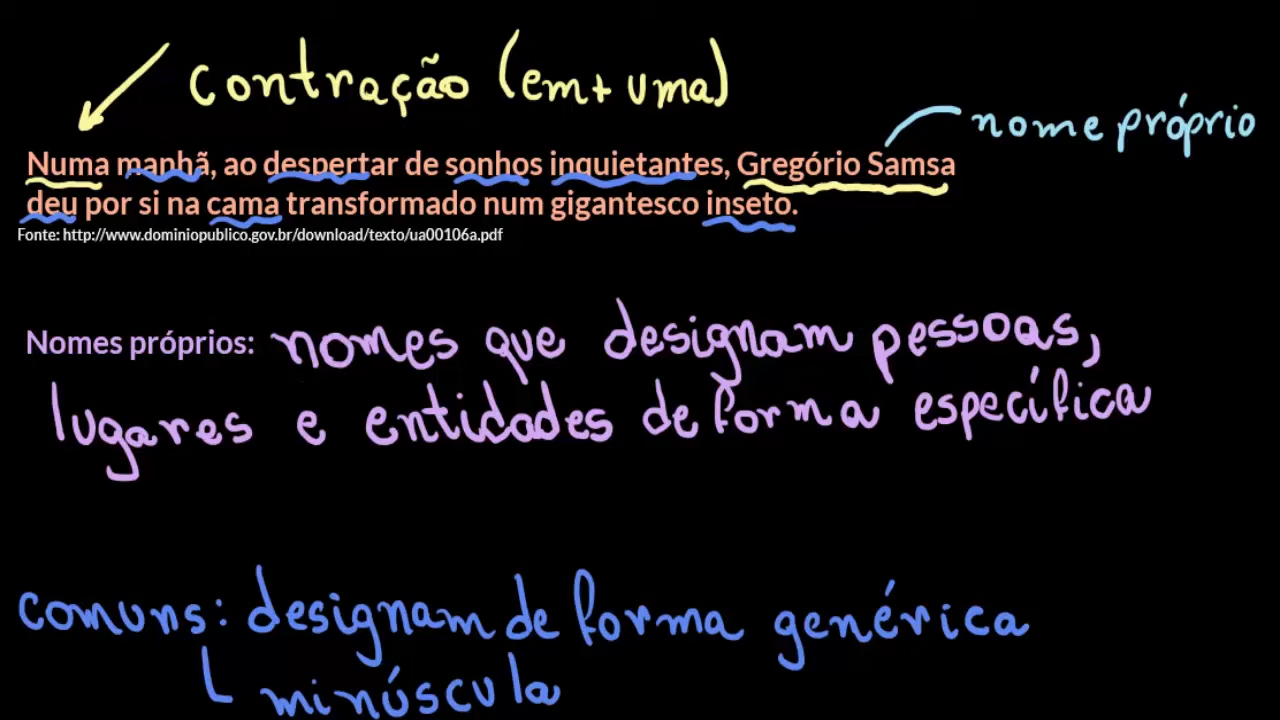 contração (em + uma)
nome próprio
Numa manhã, ao despertar de sonhos inquietantes, Gregório Samsa
deu por si na cama transformado num gigantesco inseto.
Fonte: http://www.dominiopublico.gov.br/download/texto/ua00106a.pdf
Nomes próprios: nomes que designam pessoas,
lugares e entidades de forma específica
comuns: designam de forma genérica
minúscula